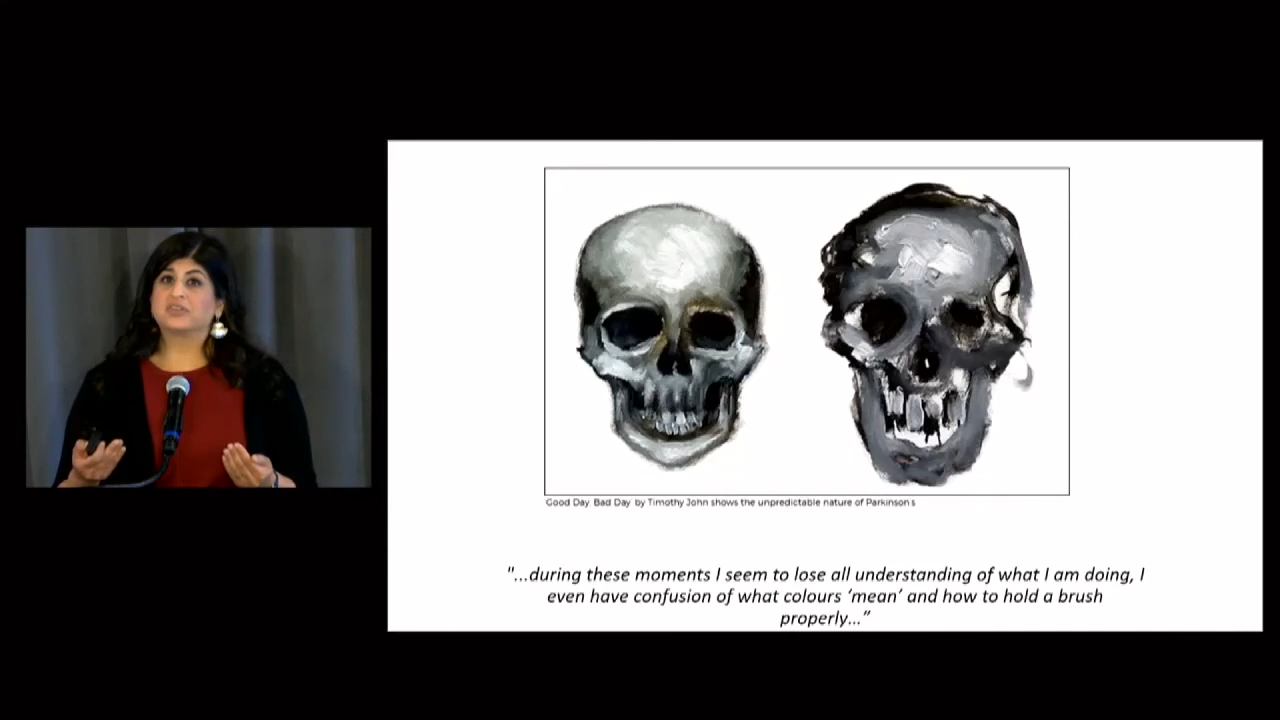 Good Day Bad Day by Timothy John shows the unpredictable nature of Parkinson's
"...during these moments I seem to lose all understanding of what I am doing, I
even have confusion of what colours ‘mean’ and how to hold a brush
properly...”